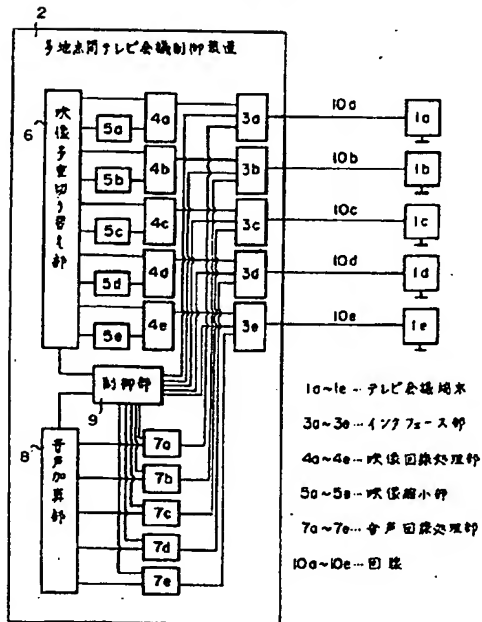 2
多地点間テレビ会議制御装置
6
映像多重切り替え部
5a
4a
3a
10a
1a
5b
4b
3b
10b
1b
5c
4c
3c
10c
1c
5d
4d
3d
10d
1d
5e
4e
3e
10e
1e
制御部
9
8
音声加算部
7a
7b
7c
7d
7e
1a~1e…テレビ会議端末
3a~3e…インタフェース部
4a~4e…映像回線処理部
5a~5e…映像縮小部
7a~7e…音声回線処理部
10a~10e…回線